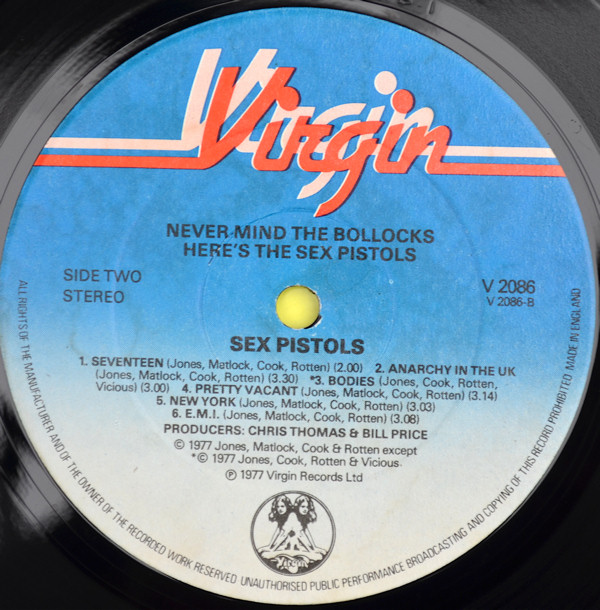 Virgin
NEVER MIND THE BOLLOCKS
HERE'S THE SEX PISTOLS
SIDE TWO
STEREO
V 2086
V 2086-B
SEX PISTOLS
1. SEVENTEEN (Jones, Matlock, Cook, Rotten) (2.00) 2. ANARCHY IN THE UK
(Jones, Matlock, Cook, Rotten) (3.30) *3. BODIES (Jones, Cook, Rotten,
Vicious) (3.00) 4. PRETTY VACANT (Jones, Matlock, Cook, Rotten) (3.14)
5. NEW YORK (Jones, Matlock, Cook, Rotten) (3.03)
6. E.M.I. (Jones, Matlock, Cook, Rotten) (3.08)
PRODUCERS: CHRIS THOMAS & BILL PRICE
© 1977 Jones, Matlock, Cook & Rotten except
*© 1977 Jones, Cook, Rotten & Vicious
℗ 1977 Virgin Records Ltd
Virgin
ALL RIGHTS OF THE MANUFACTURER AND OF THE OWNER OF THE RECORDED WORK RESERVED UNAUTHORISED PUBLIC PERFORMANCE BROADCASTING AND COPYING OF THIS RECORD PROHIBITED MADE IN ENGLAND